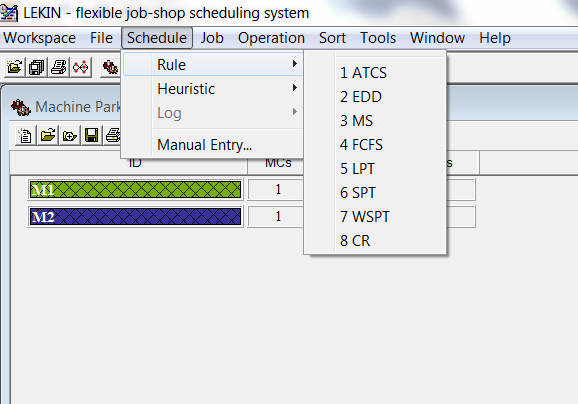 LEKIN - flexible job-shop scheduling system
Workspace File Schedule Job Operation Sort Tools Window Help
Rule
Heuristic
Log
Manual Entry...
1 ATCS
2 EDD
3 MS
4 FCFS
5 LPT
6 SPT
7 WSPT
8 CR
Machine Park
ID MCs s
M1 1
M2 1